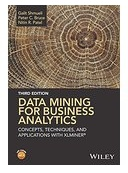 Galit Shmueli
Peter C. Bruce
Nitin R. Patel
THIRD EDITION
DATA MINING
FOR BUSINESS
ANALYTICS
CONCEPTS, TECHNIQUES, AND
APPLICATIONS WITH XLMINER®
WILEY